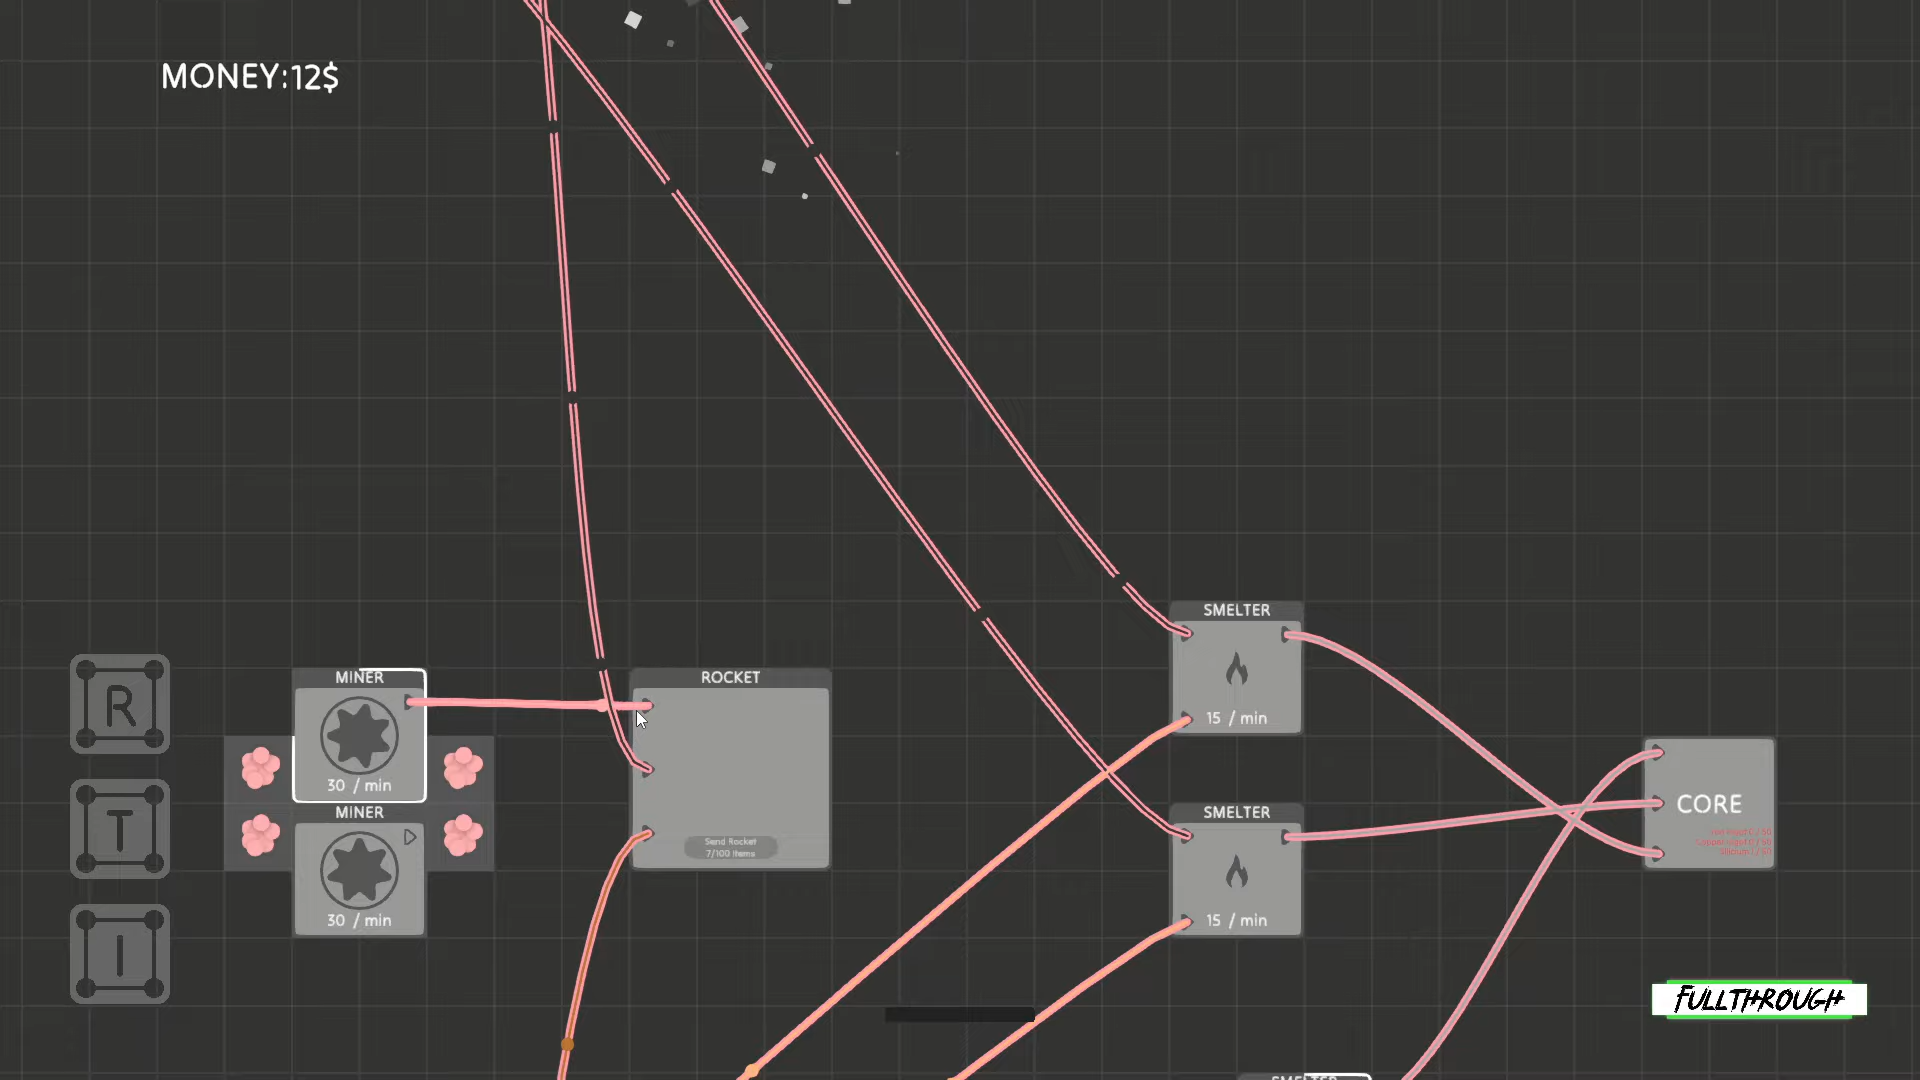 MONEY:12$
SMELTER
15 / min
MINER
30 / min
ROCKET
Send Rocket
7/100 Items
R
CORE
MINER
30 / min
SMELTER
15 / min
T
I
FULLTHROUGH
SMELTER